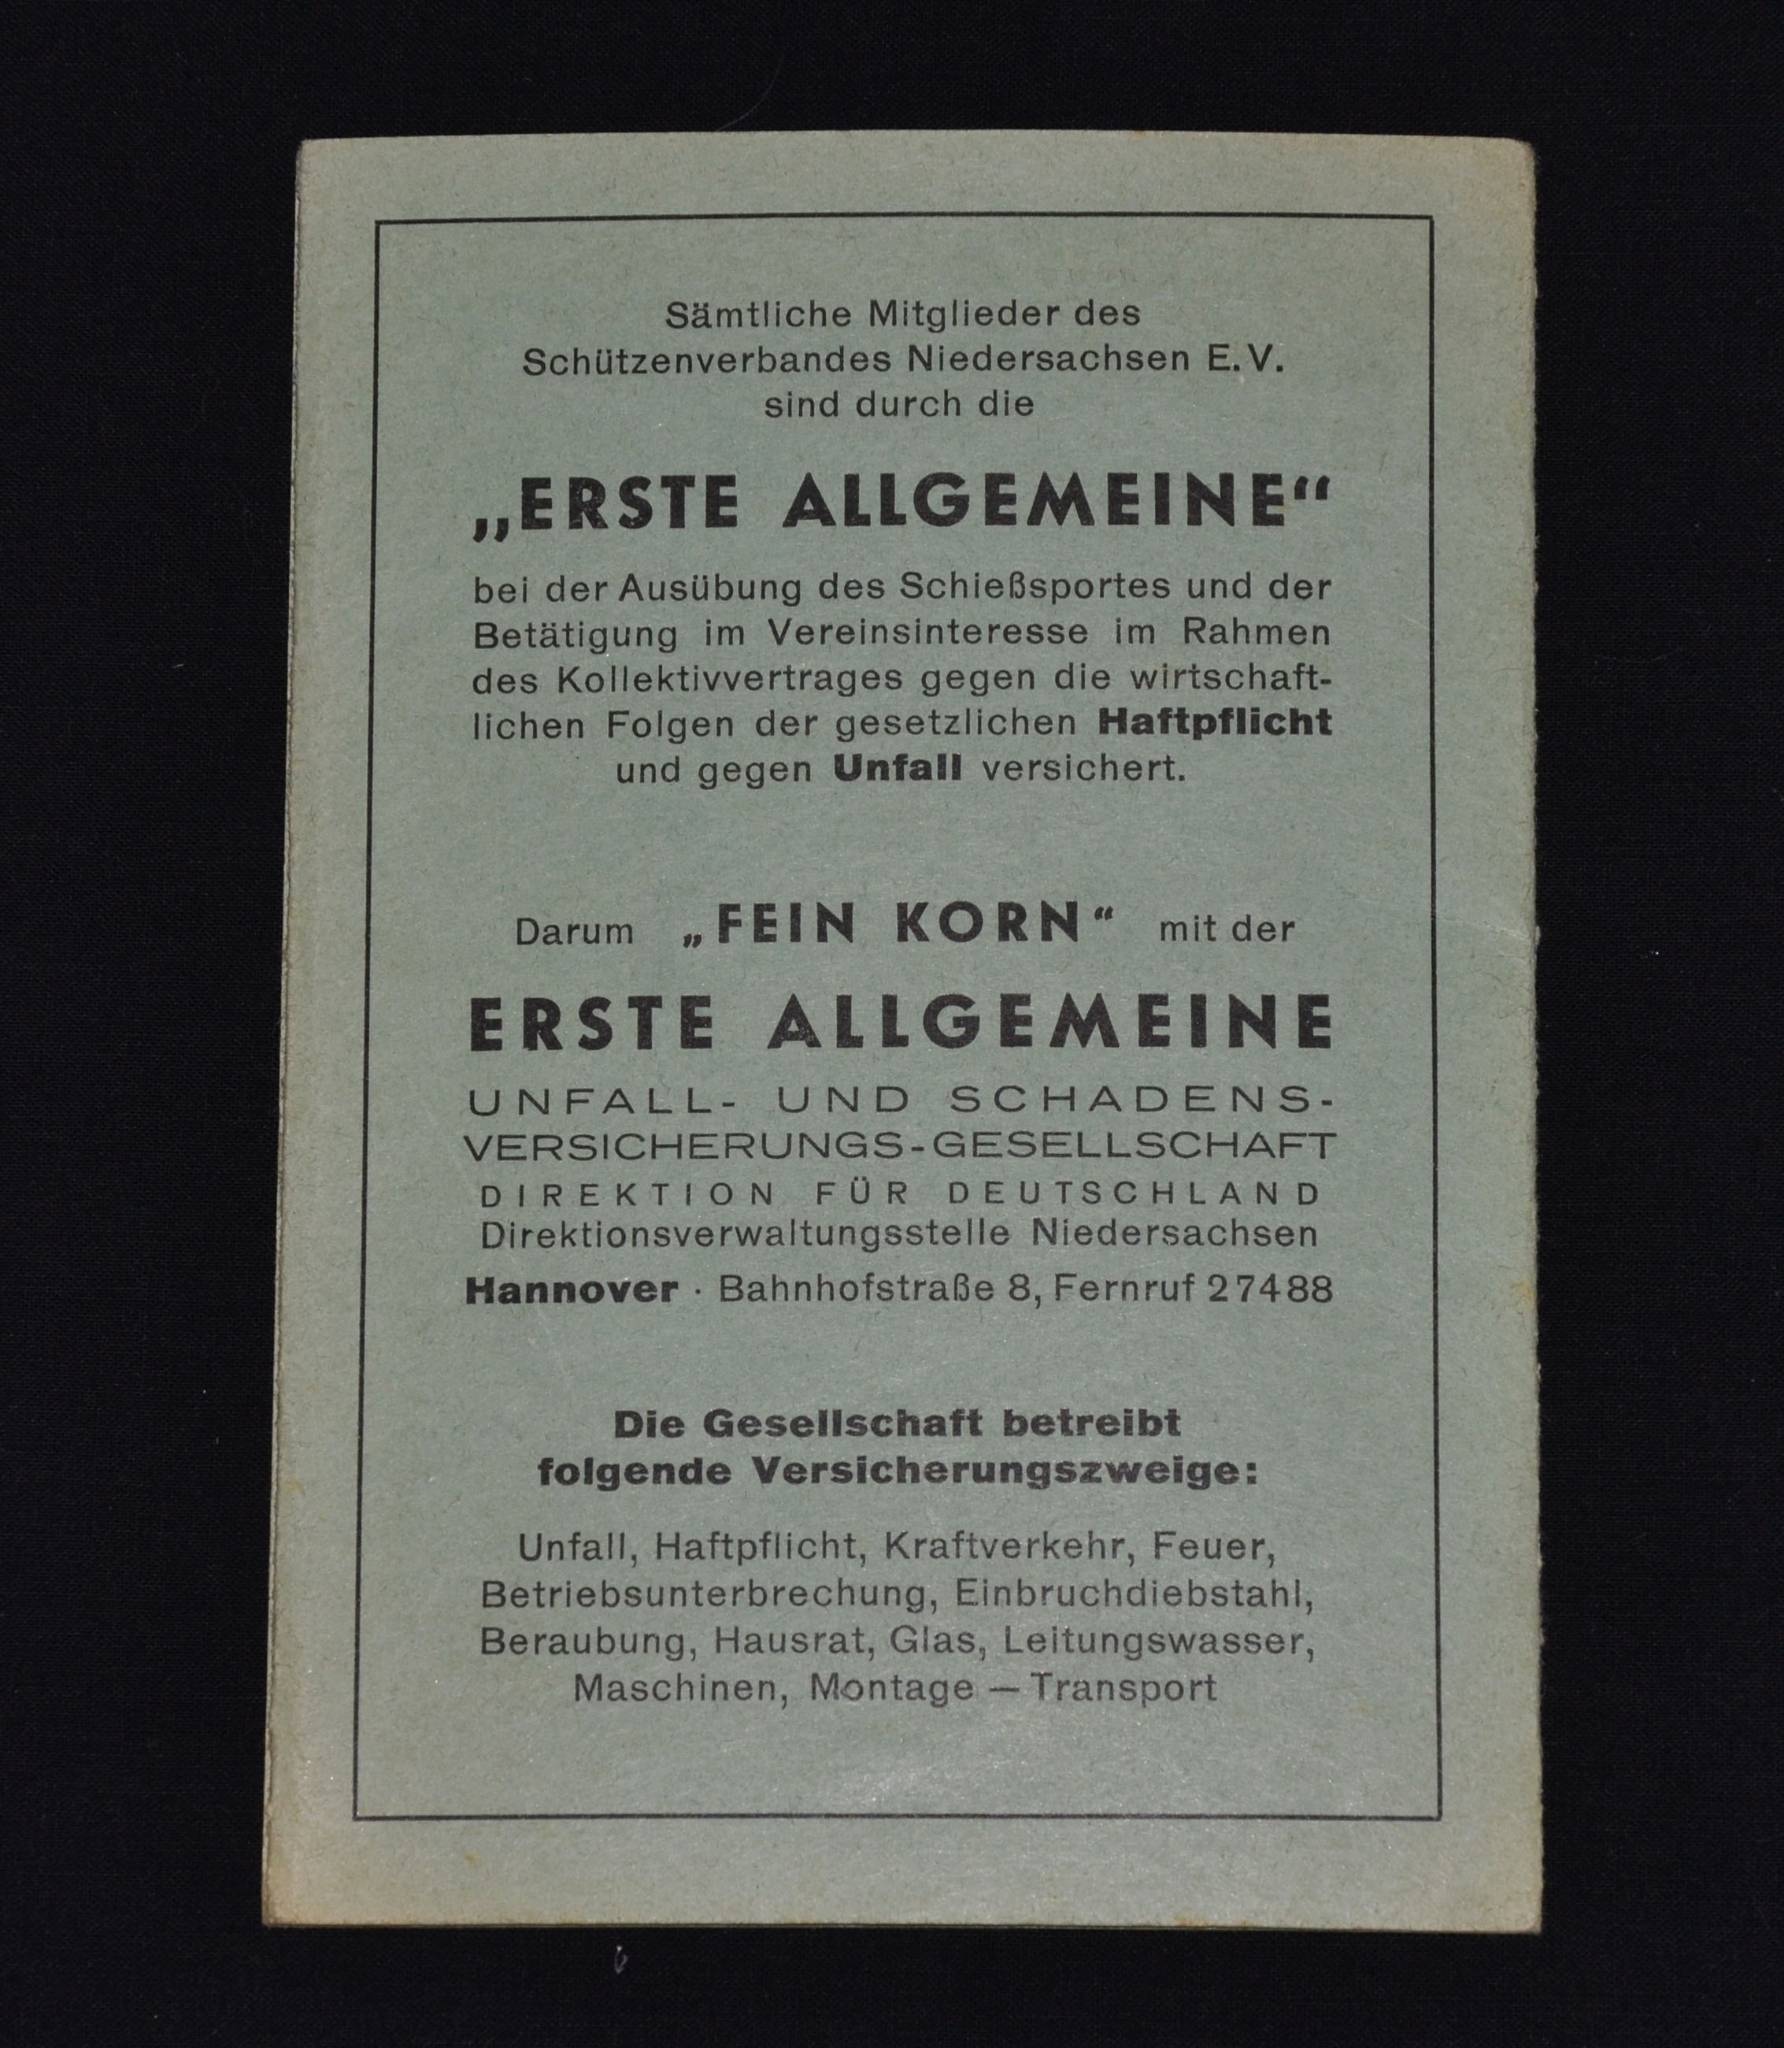 Sämtliche Mitglieder des
Schützenverbandes Niedersachsen E.V.
sind durch die
„ERSTE ALLGEMEINE“
bei der Ausübung des Schießsportes und der
Betätigung im Vereinsinteresse im Rahmen
des Kollektivvertrages gegen die wirtschaft-
lichen Folgen der gesetzlichen Haftpflicht
und gegen Unfall versichert.
Darum „FEIN KORN“ mit der
ERSTE ALLGEMEINE
UNFALL- UND SCHADENS-
VERSICHERUNGS-GESELLSCHAFT
DIREKTION FÜR DEUTSCHLAND
Direktionsverwaltungsstelle Niedersachsen
Hannover · Bahnhofstraße 8, Fernruf 27488
Die Gesellschaft betreibt
folgende Versicherungszweige:
Unfall, Haftpflicht, Kraftverkehr, Feuer,
Betriebsunterbrechung, Einbruchdiebstahl,
Beraubung, Hausrat, Glas, Leitungswasser,
Maschinen, Montage — Transport